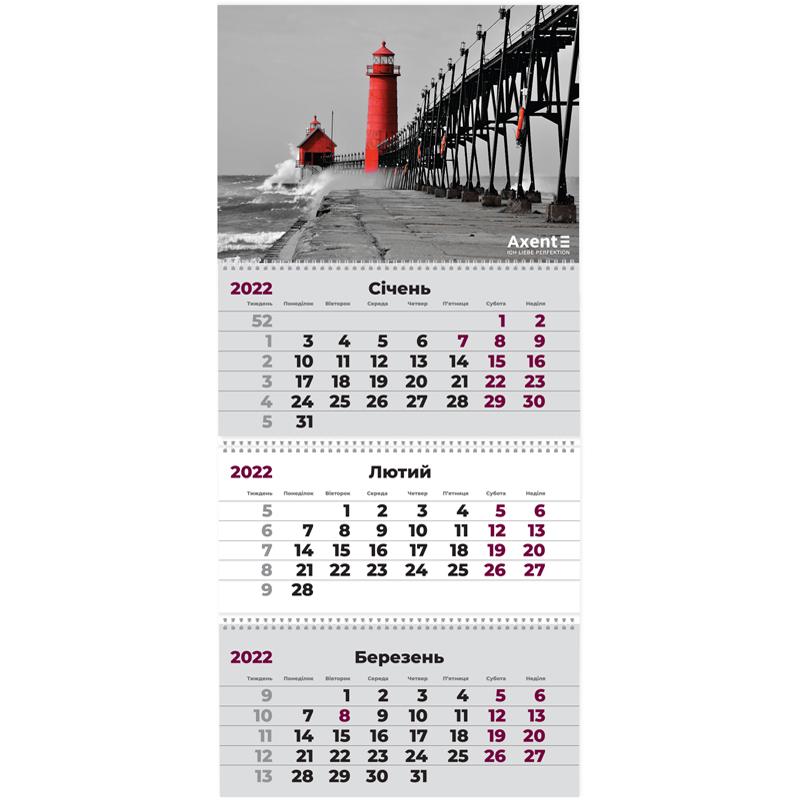 Axent
ICH LIEBE PERFEKTION
2022 Січень
Тиждень Понеділок Вівторок Середа Четвер П'ятниця Субота Неділя
52 1 2
1 3 4 5 6 7 8 9
2 10 11 12 13 14 15 16
3 17 18 19 20 21 22 23
4 24 25 26 27 28 29 30
5 31
2022 Лютий
Тиждень Понеділок Вівторок Середа Четвер П'ятниця Субота Неділя
5 1 2 3 4 5 6
6 7 8 9 10 11 12 13
7 14 15 16 17 18 19 20
8 21 22 23 24 25 26 27
9 28
2022 Березень
Тиждень Понеділок Вівторок Середа Четвер П'ятниця Субота Неділя
9 1 2 3 4 5 6
10 7 8 9 10 11 12 13
11 14 15 16 17 18 19 20
12 21 22 23 24 25 26 27
13 28 29 30 31